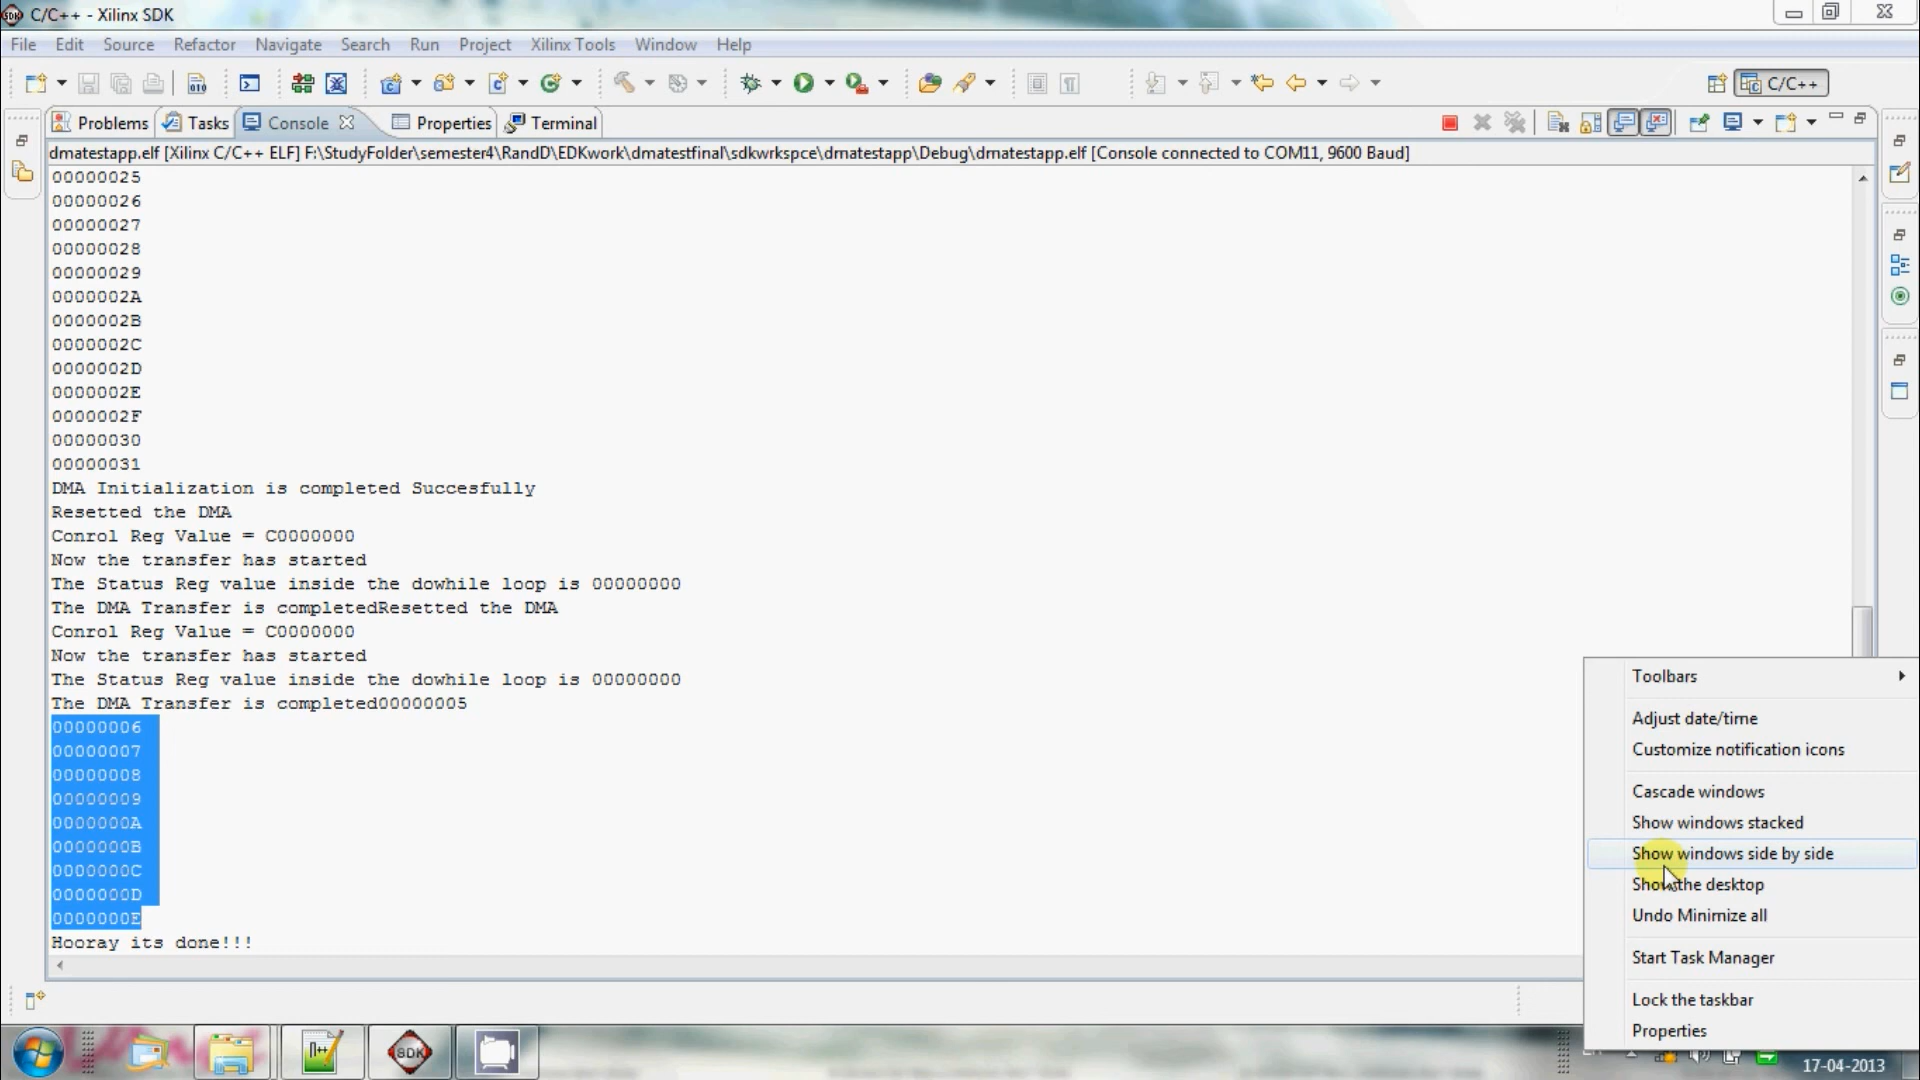 C/C++ - Xilinx SDK
File Edit Source Refactor Navigate Search Run Project Xilinx Tools Window Help
C/C++
Problems Tasks Console Properties Terminal
dmatestapp.elf [Xilinx C/C++ ELF] F:\StudyFolder\semester4\RandD\EDKwork\dmatestfinal\sdkwrkspce\dmatestapp\Debug\dmatestapp.elf [Console connected to COM11, 9600 Baud]
00000025
00000026
00000027
00000028
00000029
0000002A
0000002B
0000002C
0000002D
0000002E
0000002F
00000030
00000031
DMA Initialization is completed Succesfully
Resetted the DMA
Conrol Reg Value = C0000000
Now the transfer has started
The Status Reg value inside the dowhile loop is 00000000
The DMA Transfer is completedResetted the DMA
Conrol Reg Value = C0000000
Now the transfer has started
The Status Reg value inside the dowhile loop is 00000000
The DMA Transfer is completed00000005
00000006
00000007
00000008
00000009
0000000A
0000000B
0000000C
0000000D
0000000E
Hooray its done!!!
Toolbars
Adjust date/time
Customize notification icons
Cascade windows
Show windows stacked
Show windows side by side
Show the desktop
Undo Minimize all
Start Task Manager
Lock the taskbar
Properties
SDK
17-04-2013